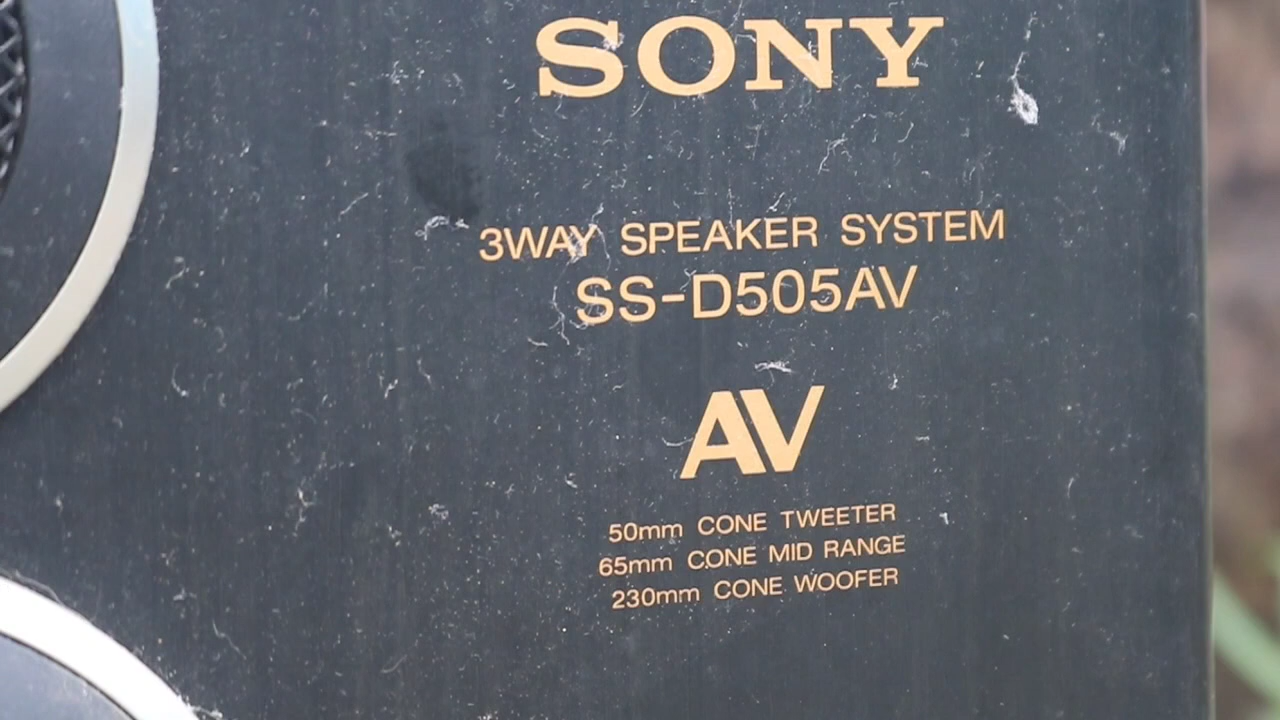 SONY
3WAY SPEAKER SYSTEM
SS-D505AV
AV
50mm CONE TWEETER
65mm CONE MID RANGE
230mm CONE WOOFER